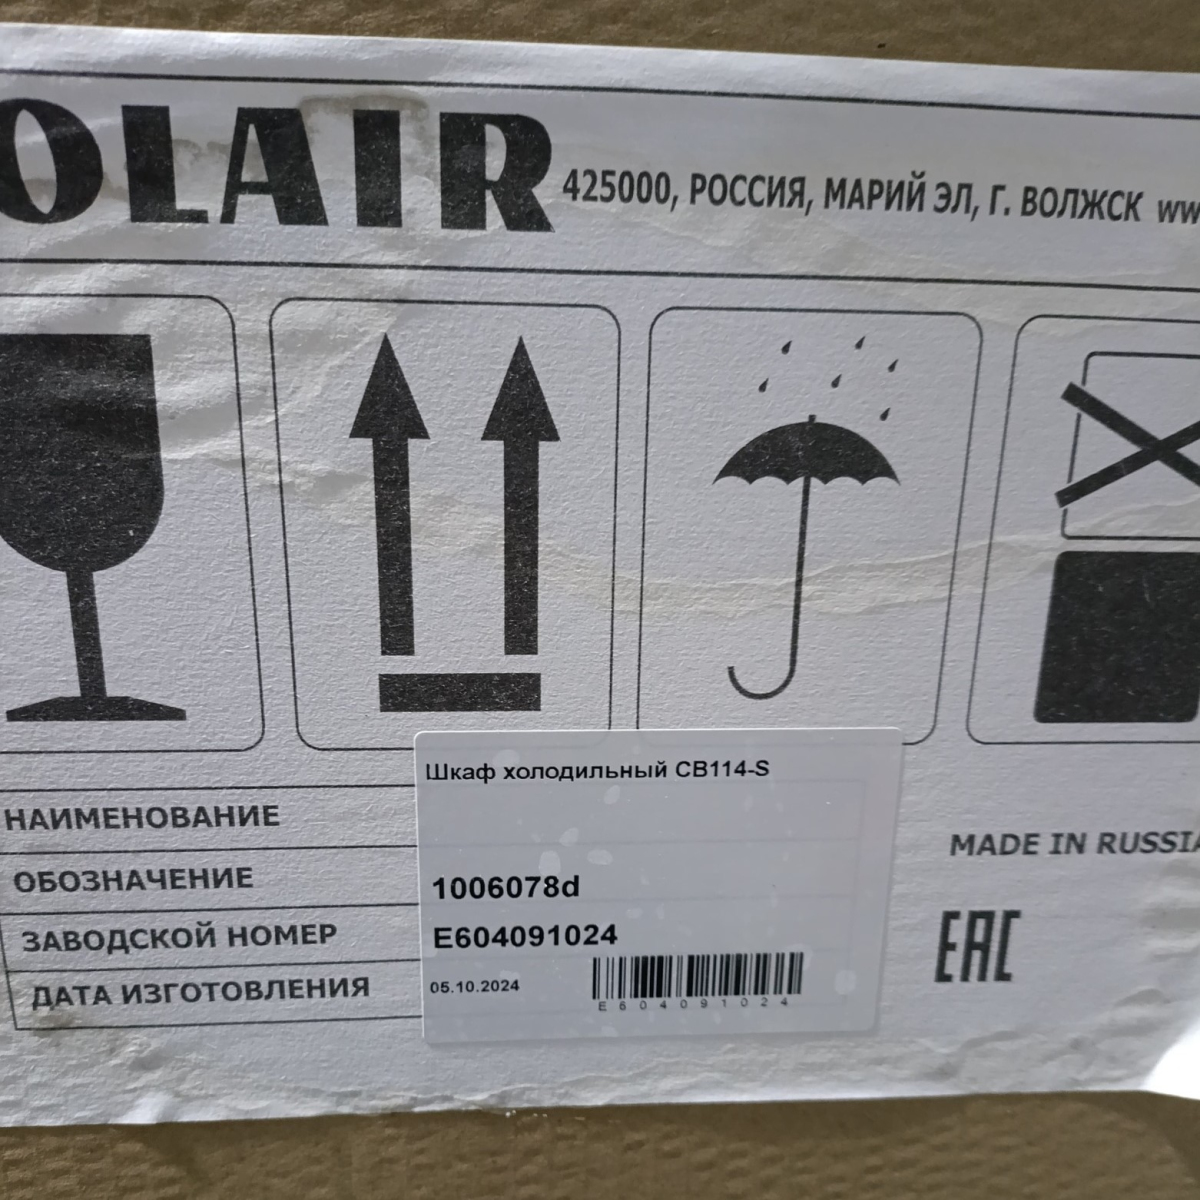 OLAIR
425000, РОССИЯ, МАРИЙ ЭЛ, Г. ВОЛЖСК ww
Шкаф холодильный CB114-S
НАИМЕНОВАНИЕ
ОБОЗНАЧЕНИЕ
1006078d
ЗАВОДСКОЙ НОМЕР
E604091024
ДАТА ИЗГОТОВЛЕНИЯ
05.10.2024
E604091024
MADE IN RUSSIA
EAC